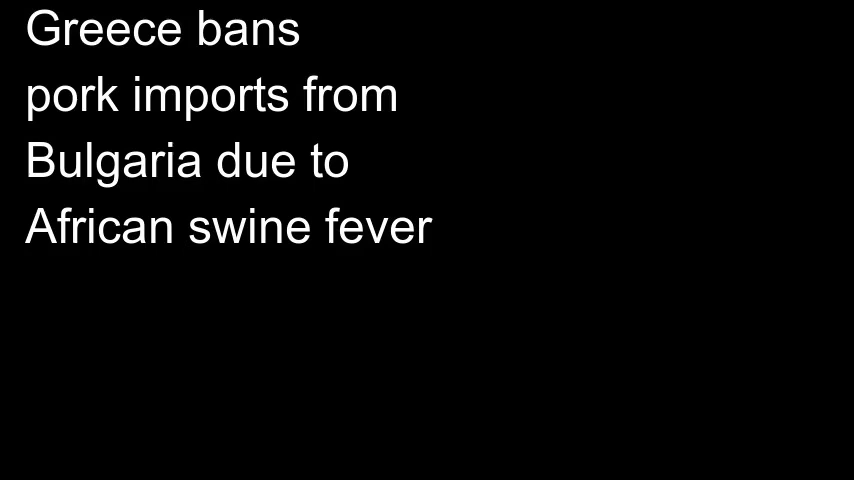 Greece bans
pork imports from
Bulgaria due to
African swine fever